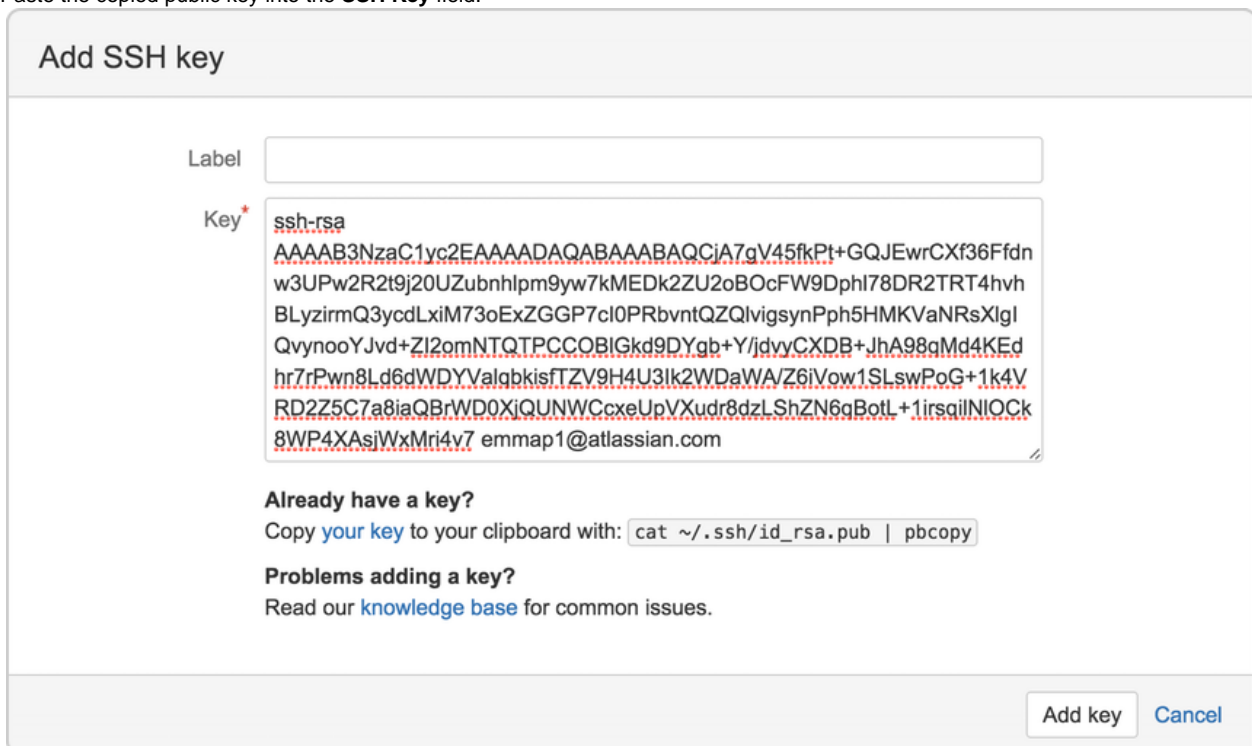 Paste the copied public key into the SSH Key field.
Add SSH key
Label
Key*
ssh-rsa
AAAAB3NzaC1yc2EAAAADAQABAAABAQCjA7gV45fkPt+GQJEwrCXf36Ffdn
w3UPw2R2t9j20UZubnhlpm9yw7kMEDk2ZU2oBOcFW9Dphl78DR2TRT4hvh
BLyzirmQ3ycdLxiM73oExZGGP7cI0PRbvntQZQlvigsynPph5HMKVaNRsXlgI
QvynooYJvd+ZI2omNTQTPCCOBIGkd9DYgb+Y/jdvyCXDB+JhA98qMd4KEd
hr7rPwn8Ld6dWDYValqbkisfTZV9H4U3Ik2WDaWA/Z6iVow1SLswPoG+1k4V
RD2Z5C7a8iaQBrWD0XjQUNWCcxeUpVXudr8dzLShZN6qBotL+1irsqilNlOCk
8WP4XAsjWxMri4v7 emmap1@atlassian.com
Already have a key?
Copy your key to your clipboard with: cat ~/.ssh/id_rsa.pub | pbcopy
Problems adding a key?
Read our knowledge base for common issues.
Add key Cancel